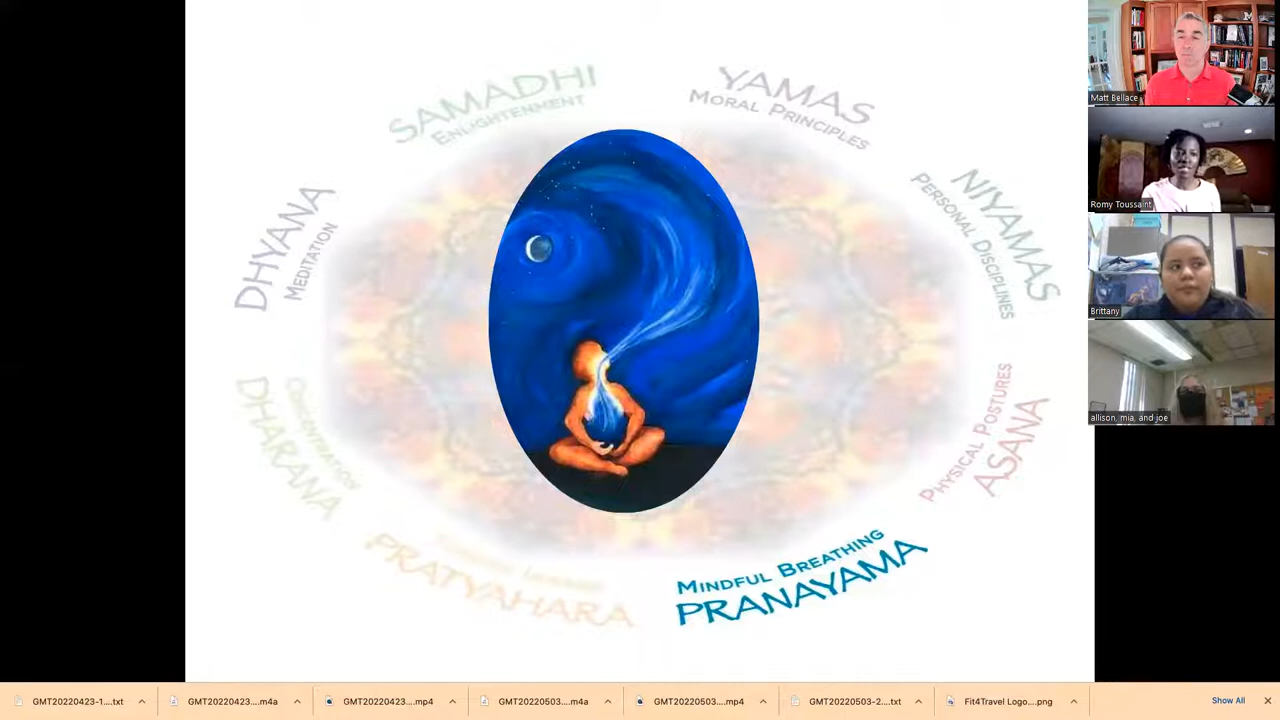 SAMADHI
ENLIGHTENMENT
YAMAS
MORAL PRINCIPLES
NIYAMAS
PERSONAL DISCIPLINES
PHYSICAL POSTURES
ASANA
MINDFUL BREATHING
PRANAYAMA
PRATYAHARA
DHARANA
DHYANA
MEDITATION
Matt Bellace
Romy Toussaint
Brittany
allison, mia, and joe
GMT20220423-1....txt
GMT20220423....m4a
GMT20220423....mp4
GMT20220503....m4a
GMT20220503....mp4
GMT20220503-2....txt
Fit4Travel Logo....png
Show All